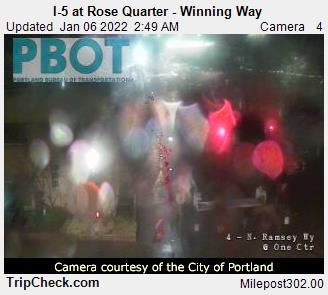 I-5 at Rose Quarter - Winning Way
Updated Jan 06 2022 2:49 AM Camera 4
PBOT
PORTLAND BUREAU OF TRANSPORTATION
4 - N. Ramsey Wy
@ One Ctr
Camera courtesy of the City of Portland
TripCheck.com Milepost302.00